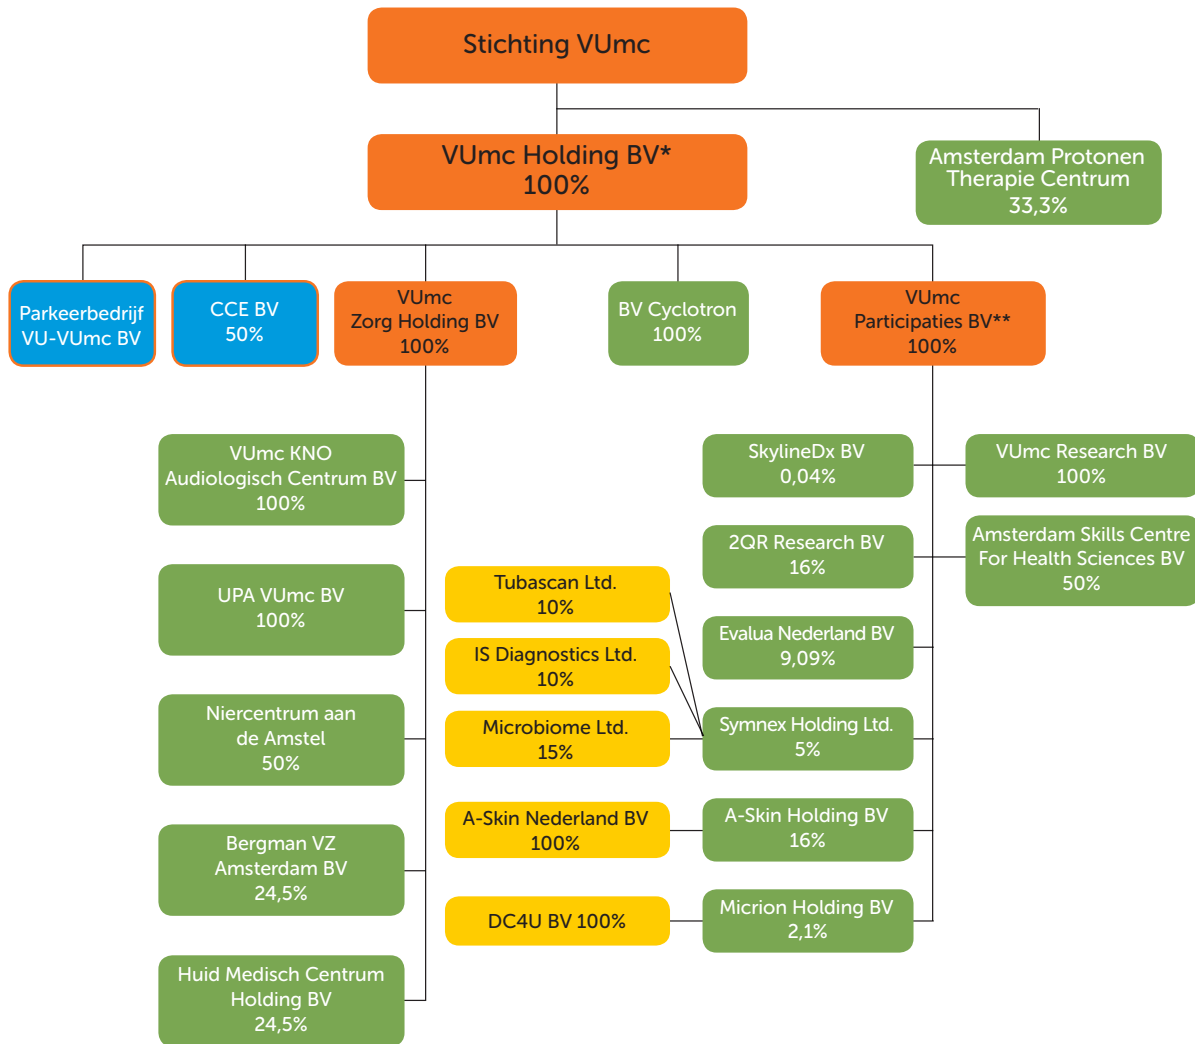 Stichting VUmc
VUmc Holding BV*
100%
Amsterdam Protonen
Therapie Centrum
33,3%
Parkeerbedrijf
VU-VUmc BV
CCE BV
50%
VUmc
Zorg Holding BV
100%
BV Cyclotron
100%
VUmc
Participaties BV**
100%
VUmc KNO
Audiologisch Centrum BV
100%
UPA VUmc BV
100%
Niercentrum aan
de Amstel
50%
Bergman VZ
Amsterdam BV
24,5%
Huid Medisch Centrum
Holding BV
24,5%
Tubascan Ltd.
10%
IS Diagnostics Ltd.
10%
Microbiome Ltd.
15%
A-Skin Nederland BV
100%
DC4U BV 100%
SkylineDx BV
0,04%
2QR Research BV
16%
Evalua Nederland BV
9,09%
Symnex Holding Ltd.
5%
A-Skin Holding BV
16%
Micrion Holding BV
2,1%
VUmc Research BV
100%
Amsterdam Skills Centre
For Health Sciences BV
50%